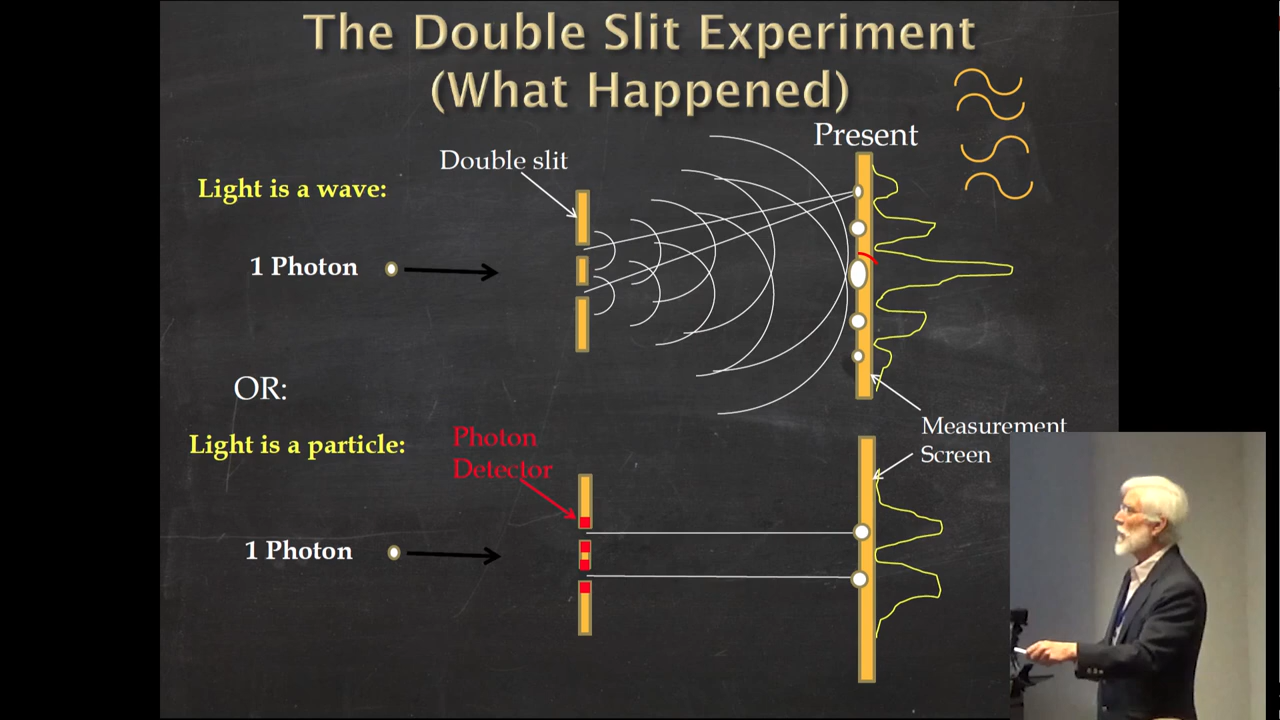 The Double Slit Experiment
(What Happened)
Present
Double slit
Light is a wave:
1 Photon
OR:
Measurement
Screen
Light is a particle:
Photon
Detector
1 Photon